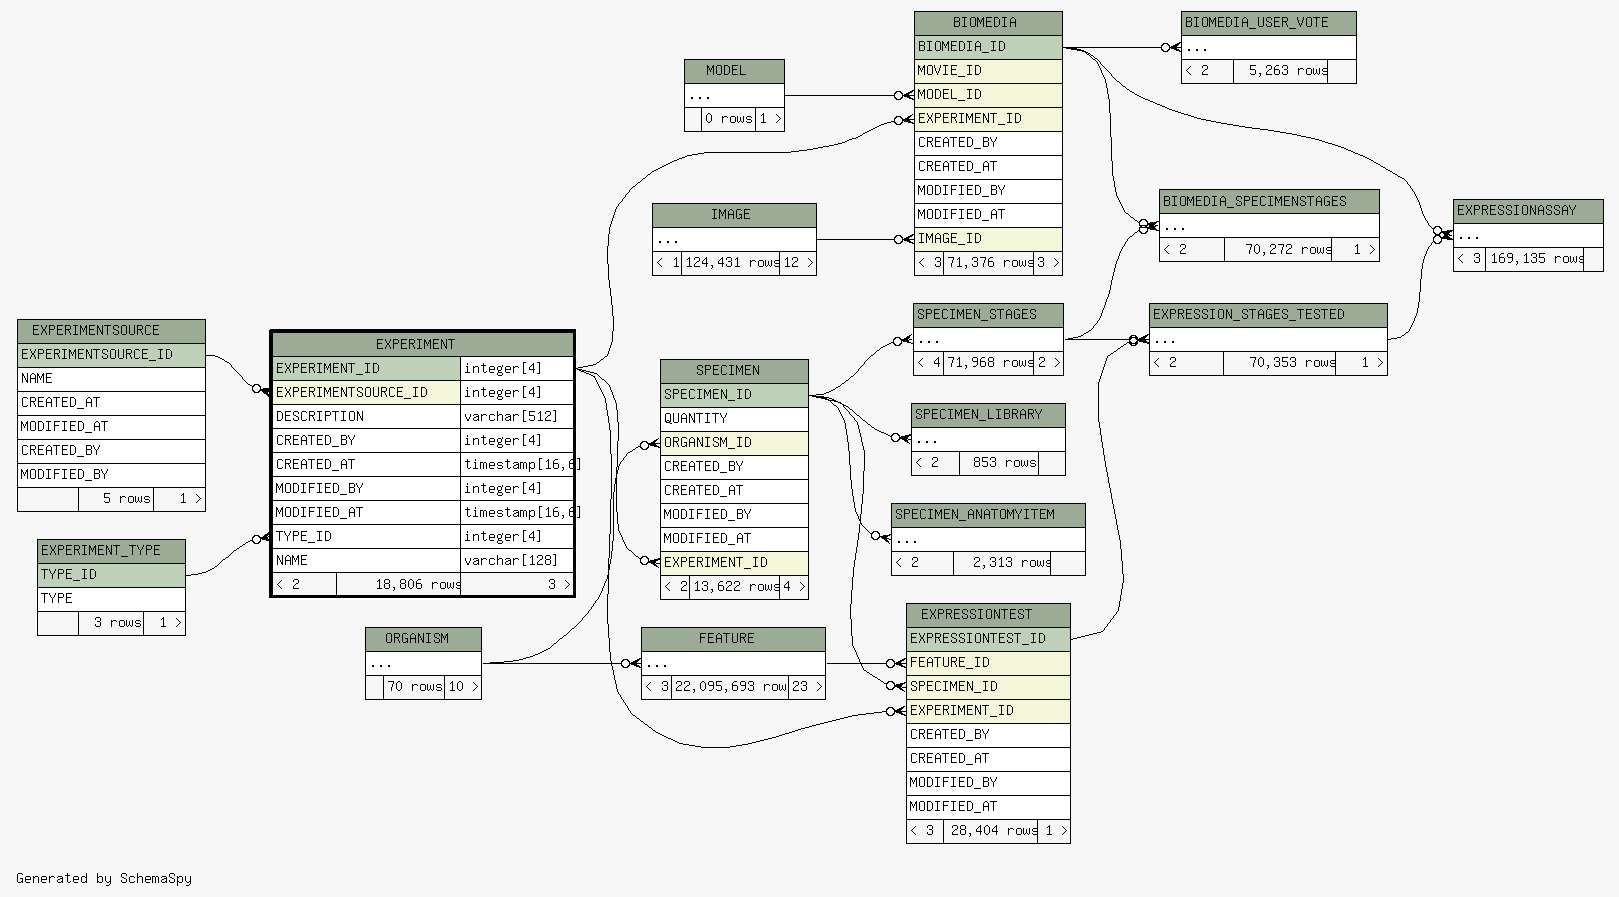 BIOMEDIA
BIOMEDIA_ID
MOVIE_ID
MODEL_ID
EXPERIMENT_ID
CREATED_BY
CREATED_AT
MODIFIED_BY
MODIFIED_AT
IMAGE_ID
< 3 71,376 rows 3 >
BIOMEDIA_USER_VOTE
...
< 2 5,263 rows
MODEL
...
0 rows 1 >
IMAGE
...
< 1 124,431 rows 12 >
BIOMEDIA_SPECIMENSTAGES
...
< 2 70,272 rows 1 >
EXPRESSIONASSAY
...
< 3 169,135 rows
EXPERIMENTSOURCE
EXPERIMENTSOURCE_ID
NAME
CREATED_AT
MODIFIED_AT
CREATED_BY
MODIFIED_BY
5 rows 1 >
EXPERIMENT
EXPERIMENT_ID integer[4]
EXPERIMENTSOURCE_ID integer[4]
DESCRIPTION varchar[512]
CREATED_BY integer[4]
CREATED_AT timestamp[16,6]
MODIFIED_BY integer[4]
MODIFIED_AT timestamp[16,6]
TYPE_ID integer[4]
NAME varchar[128]
< 2 18,806 rows 3 >
SPECIMEN_STAGES
...
< 4 71,968 rows 2 >
EXPRESSION_STAGES_TESTED
...
< 2 70,353 rows 1 >
SPECIMEN
SPECIMEN_ID
QUANTITY
ORGANISM_ID
CREATED_BY
CREATED_AT
MODIFIED_BY
MODIFIED_AT
EXPERIMENT_ID
< 2 13,622 rows 4 >
SPECIMEN_LIBRARY
...
< 2 853 rows
SPECIMEN_ANATOMYITEM
...
< 2 2,313 rows
EXPERIMENT_TYPE
TYPE_ID
TYPE
3 rows 1 >
ORGANISM
...
70 rows 10 >
FEATURE
...
< 3 22,095,693 row 23 >
EXPRESSIONTEST
EXPRESSIONTEST_ID
FEATURE_ID
SPECIMEN_ID
EXPERIMENT_ID
CREATED_BY
CREATED_AT
MODIFIED_BY
MODIFIED_AT
< 3 28,404 rows 1 >
Generated by SchemaSpy